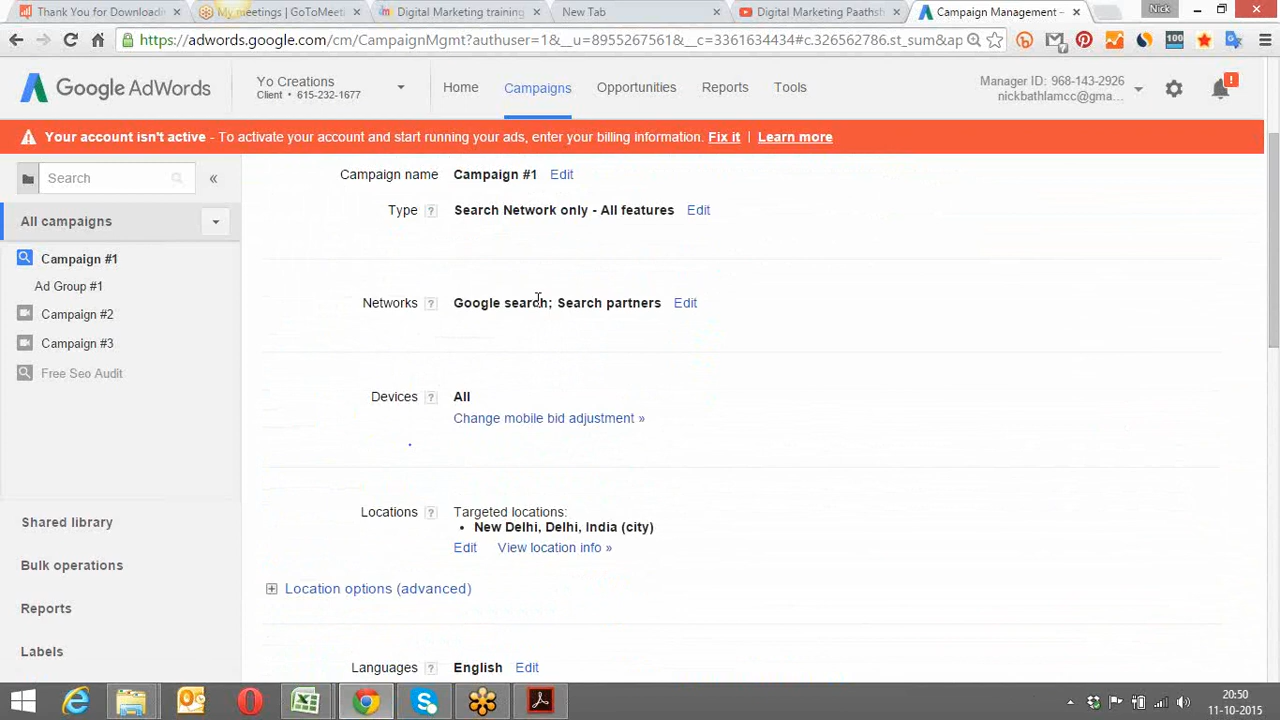 Thank You for Downloadi
My meetings | GoToMeeti
Digital Marketing training
New Tab
Digital Marketing Paathsh
Campaign Management -
Nick
https://adwords.google.com/cm/CampaignMgmt?authuser=1&__u=8955267561&__c=3361634434#c.326562786.st_sum&ap
Google AdWords
Yo Creations
Client • 615-232-1677
Home
Campaigns
Opportunities
Reports
Tools
Manager ID: 968-143-2926
nickbathlamcc@gma...
!
Your account isn't active - To activate your account and start running your ads, enter your billing information. Fix it | Learn more
Search
«
All campaigns
Campaign #1
Ad Group #1
Campaign #2
Campaign #3
Free Seo Audit
Shared library
Bulk operations
Reports
Labels
Campaign name Campaign #1 Edit
Type ? Search Network only - All features Edit
Networks ? Google search; Search partners Edit
Devices ? All
Change mobile bid adjustment »
Locations ? Targeted locations:
• New Delhi, Delhi, India (city)
Edit View location info »
Location options (advanced)
Languages ? English Edit
20:50
11-10-2015